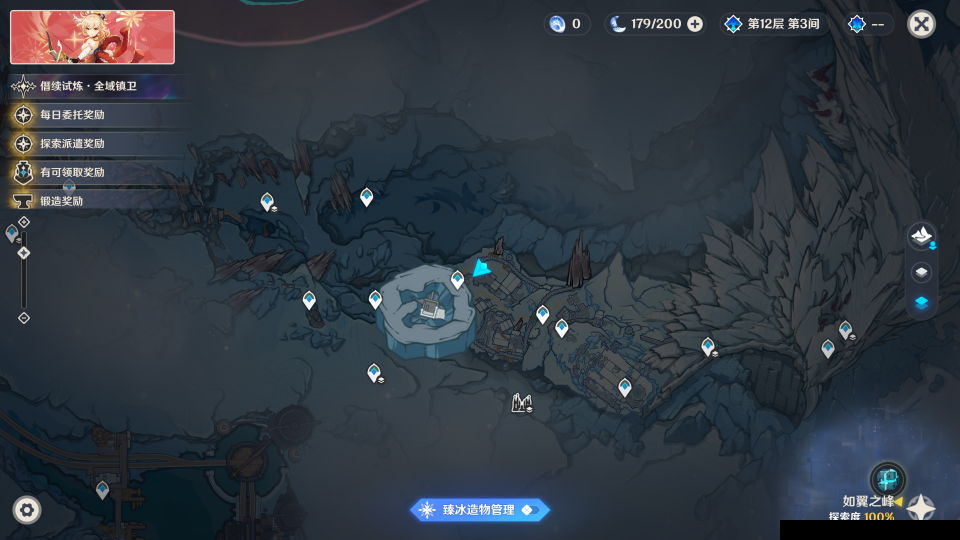 0
179/200
第12层 第3间
--
借续试炼·全域镇卫
每日委托奖励
探索派遣奖励
有可领取奖励
锻造奖励
臻冰造物管理
如翼之峰
探索度 100%